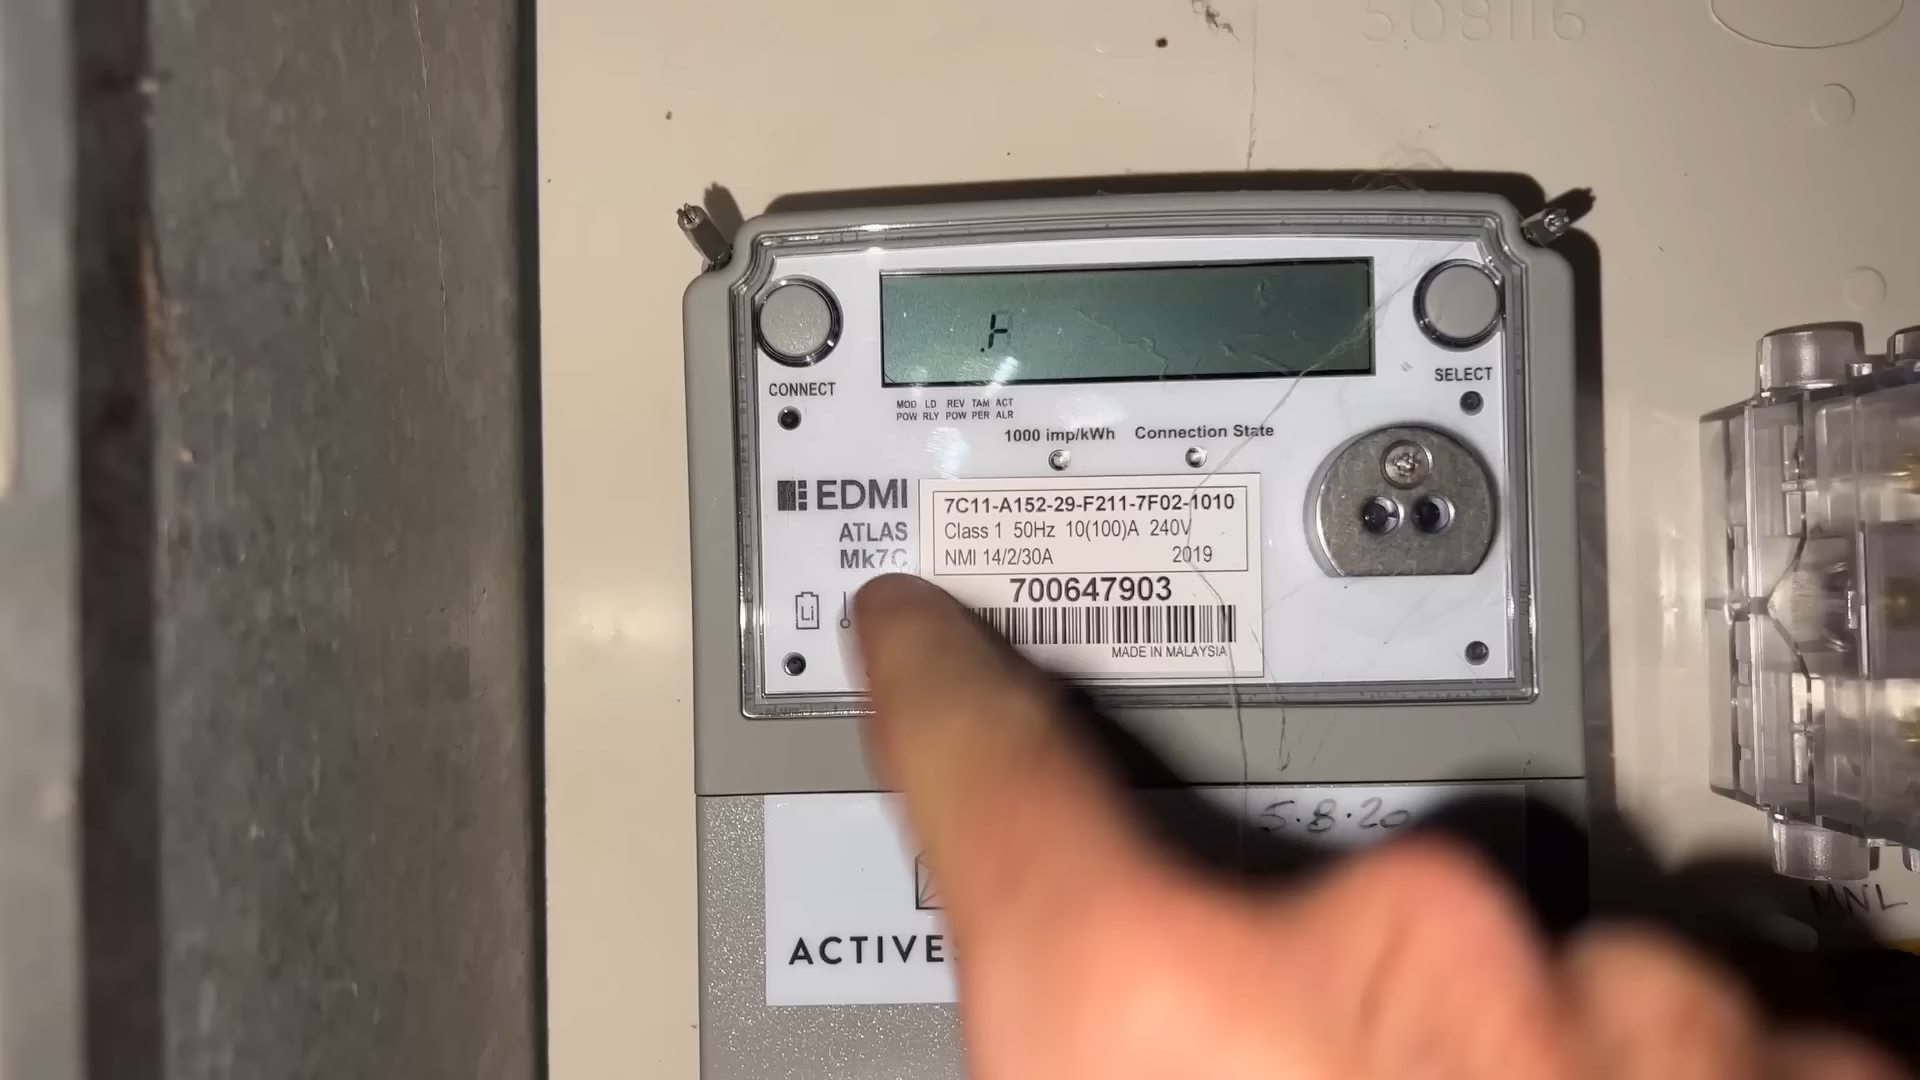 508116
CONNECT
SELECT
MOD LD REV TAM ACT
POW RLY POW PER ALR
1000 imp/kWh Connection State
EDMI
ATLAS
Mk7C
7C11-A152-29-F211-7F02-1010
Class 1 50Hz 10(100)A 240V
NMI 14/2/30A 2019
700647903
Li
MADE IN MALAYSIA
5.8.20
MNL
ACTIVE